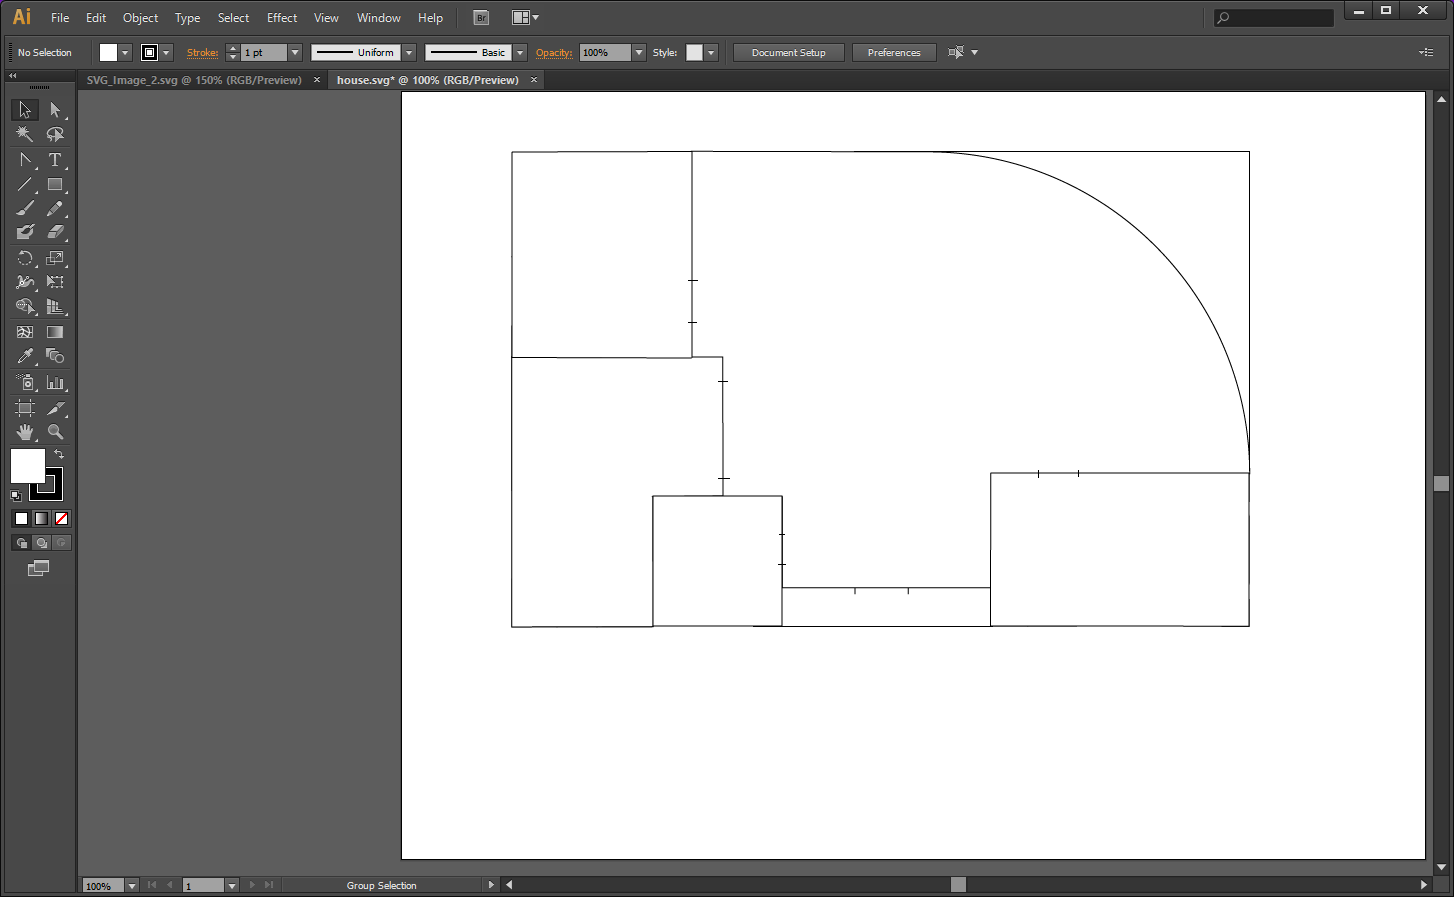 Ai File Edit Object Type Select Effect View Window Help Br
No Selection Stroke: 1 pt Uniform Basic Opacity: 100% Style: Document Setup Preferences
SVG_Image_2.svg @ 150% (RGB/Preview) × house.svg* @ 100% (RGB/Preview) ×
T
100% 1 Group Selection